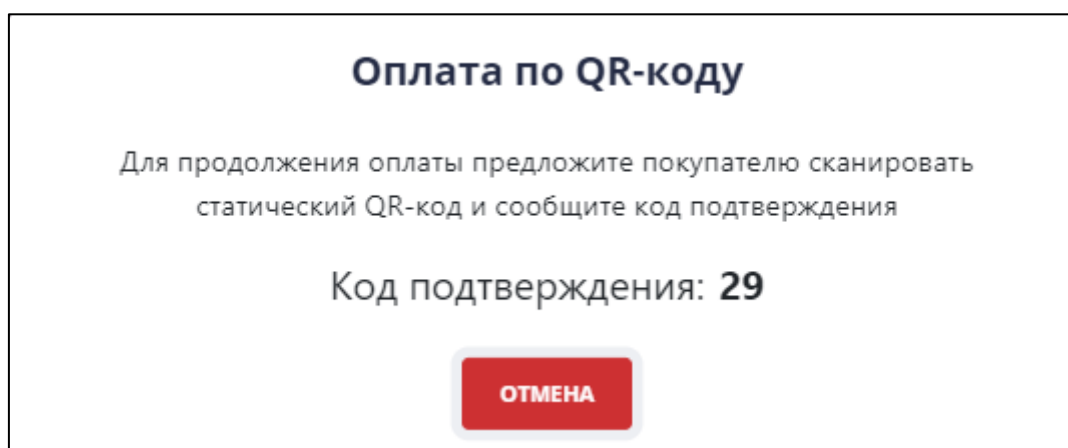 Оплата по QR-коду
Для продолжения оплаты предложите покупателю сканировать
статический QR-код и сообщите код подтверждения
Код подтверждения: 29
ОТМЕНА